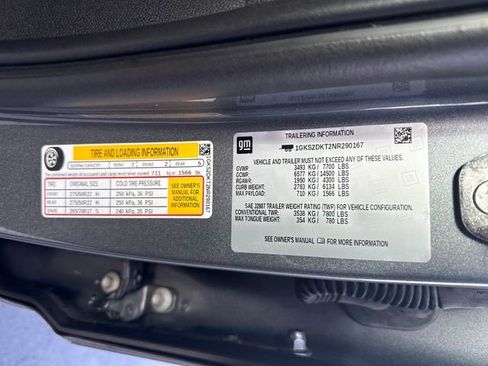 TIRE AND LOADING INFORMATION
SEATING CAPACITY TOTAL 7 FRONT 2 REAR 5
The combined weight of occupants and cargo should never exceed 711 kg or 1566 lbs.
TIRE ORIGINAL SIZE COLD TIRE PRESSURE
FRONT 275/50R22 H 250 kPa, 36 PSI
REAR 275/50R22 H 250 kPa, 36 PSI
SPARE 265/70R17 S 240 kPa, 35 PSI
SEE OWNER'S
MANUAL FOR
ADDITIONAL
INFORMATION
1GKS2DKT2NR290167
gm
TRAILERING INFORMATION
1GKS2DKT2NR290167
VEHICLE AND TRAILER MUST NOT EXCEED ANY RATINGS
GVWR 3493 KG / 7700 LBS
GCWR 6577 KG / 14500 LBS
RGAWR 1950 KG / 4300 LBS
CURB WEIGHT 2783 KG / 6134 LBS
MAX PAYLOAD 710 KG / 1566 LBS
SAE J2807 TRAILER WEIGHT RATING (TWR) FOR VEHICLE CONFIGURATION.
CONVENTIONAL TWR 3538 KG / 7800 LBS
MAX TONGUE WEIGHT 354 KG / 780 LBS
SEE OWNER'S MANUAL FOR MORE INFORMATION